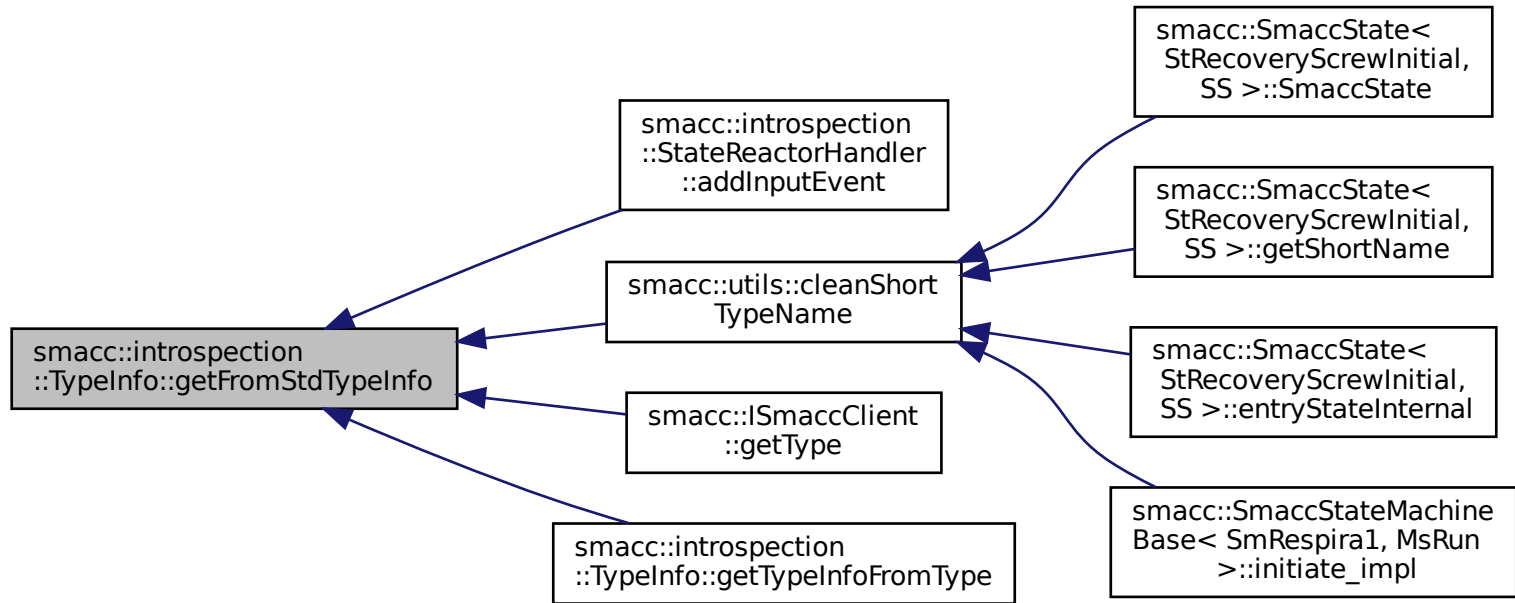 smacc::SmaccState<
StRecoveryScrewInitial,
SS >::SmaccState
smacc::introspection
::StateReactorHandler
::addInputEvent
smacc::SmaccState<
StRecoveryScrewInitial,
SS >::getShortName
smacc::utils::cleanShort
TypeName
smacc::introspection
::TypeInfo::getFromStdTypeInfo
smacc::SmaccState<
StRecoveryScrewInitial,
SS >::entryStateInternal
smacc::ISmaccClient
::getType
smacc::SmaccStateMachine
Base< SmRespira1, MsRun
>::initiate_impl
smacc::introspection
::TypeInfo::getTypeInfoFromType